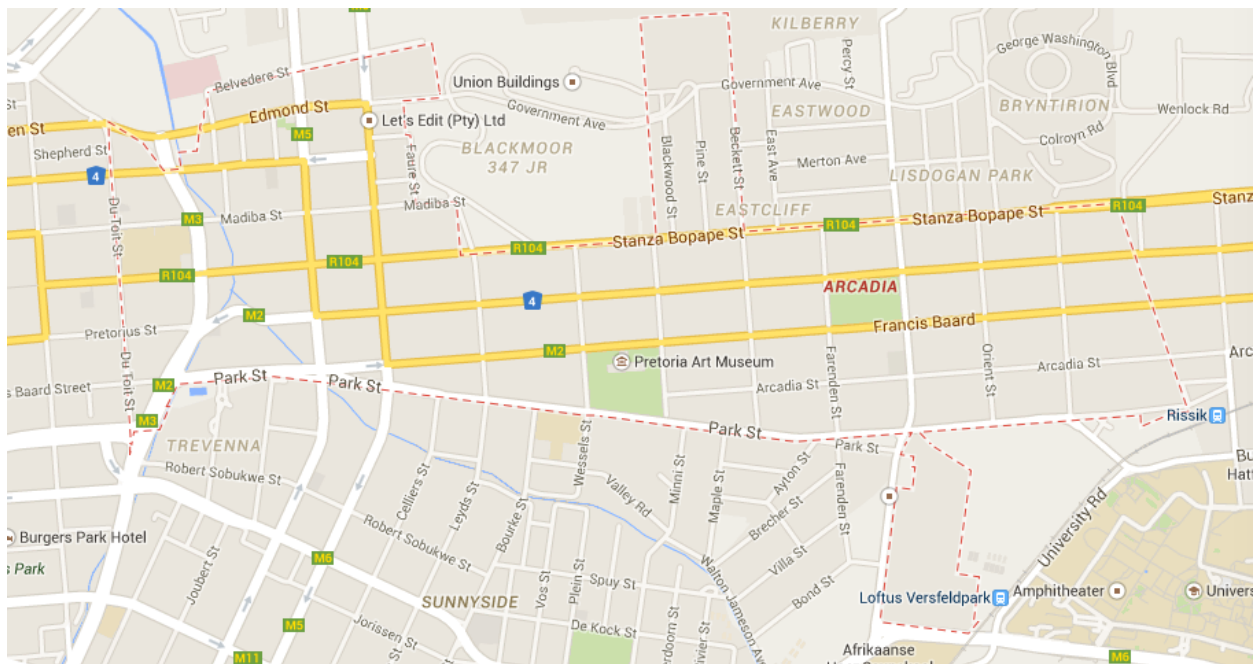 M5
KILBERRY
George Washington
Blvd
Percy St
Belvedere St
Union Buildings
Government Ave
Government Ave
EASTWOOD
BRYNTIRION
Wenlock Rd
Edmond St
Let's Edit (Pty) Ltd
en St
M5
Colroyn Rd
BLACKMOOR
347 JR
Shepherd St
Faure St
Blackwood St
Pine St
Beckett St
East Ave
Merton Ave
4
LISDOGAN PARK
Du Toit St
M3
Madiba St
Madiba St
EASTCLIFF
R104
R104
R104
Stanza Bopape St
R104
Stanza Bopape St
R104
Stanz
R104
4
ARCADIA
Pretorius St
M2
Francis Baard
M2
Pretoria Art Museum
Farenden St
Orient St
Arcadia St
Arc
Du Toit St
s Baard Street
M2
Park St
Park St
Arcadia St
M3
Rissik
TREVENNA
Park St
Park St
Robert Sobukwe St
Celliers St
Leyds St
Bourke St
Wessels St
Valley Rd
Minni St
Maple St
Ayton St
Farenden St
Bu
Hatf
Brecher St
University Rd
Burgers Park Hotel
s Park
Joubert St
Robert Sobukwe St
M6
Villa St
Spuy St
Walton Jameson Ave
Bond St
SUNNYSIDE
Vos St
Plein St
Loftus Versfeldpark
Amphitheater
Univers
M5
Jorissen St
De Kock St
erdoorn St
ivier St
Afrikaanse
M11
M6